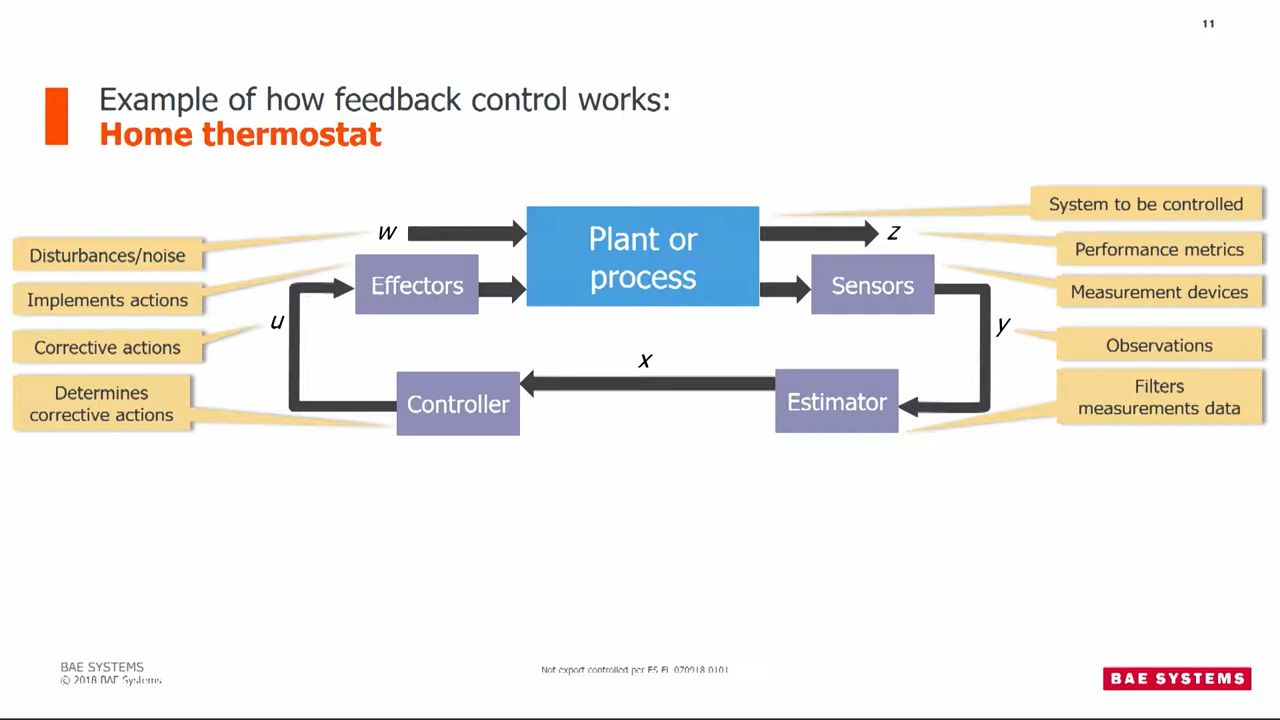 11
Example of how feedback control works:
Home thermostat
System to be controlled
w
Plant or
process
z
Disturbances/noise
Performance metrics
Implements actions
Effectors
Sensors
Measurement devices
u
y
Corrective actions
Observations
x
Determines
corrective actions
Controller
Estimator
Filters
measurements data
BAE SYSTEMS
© 2018 BAE Systems
Not export controlled per ES-FL-070918-0101
BAE SYSTEMS